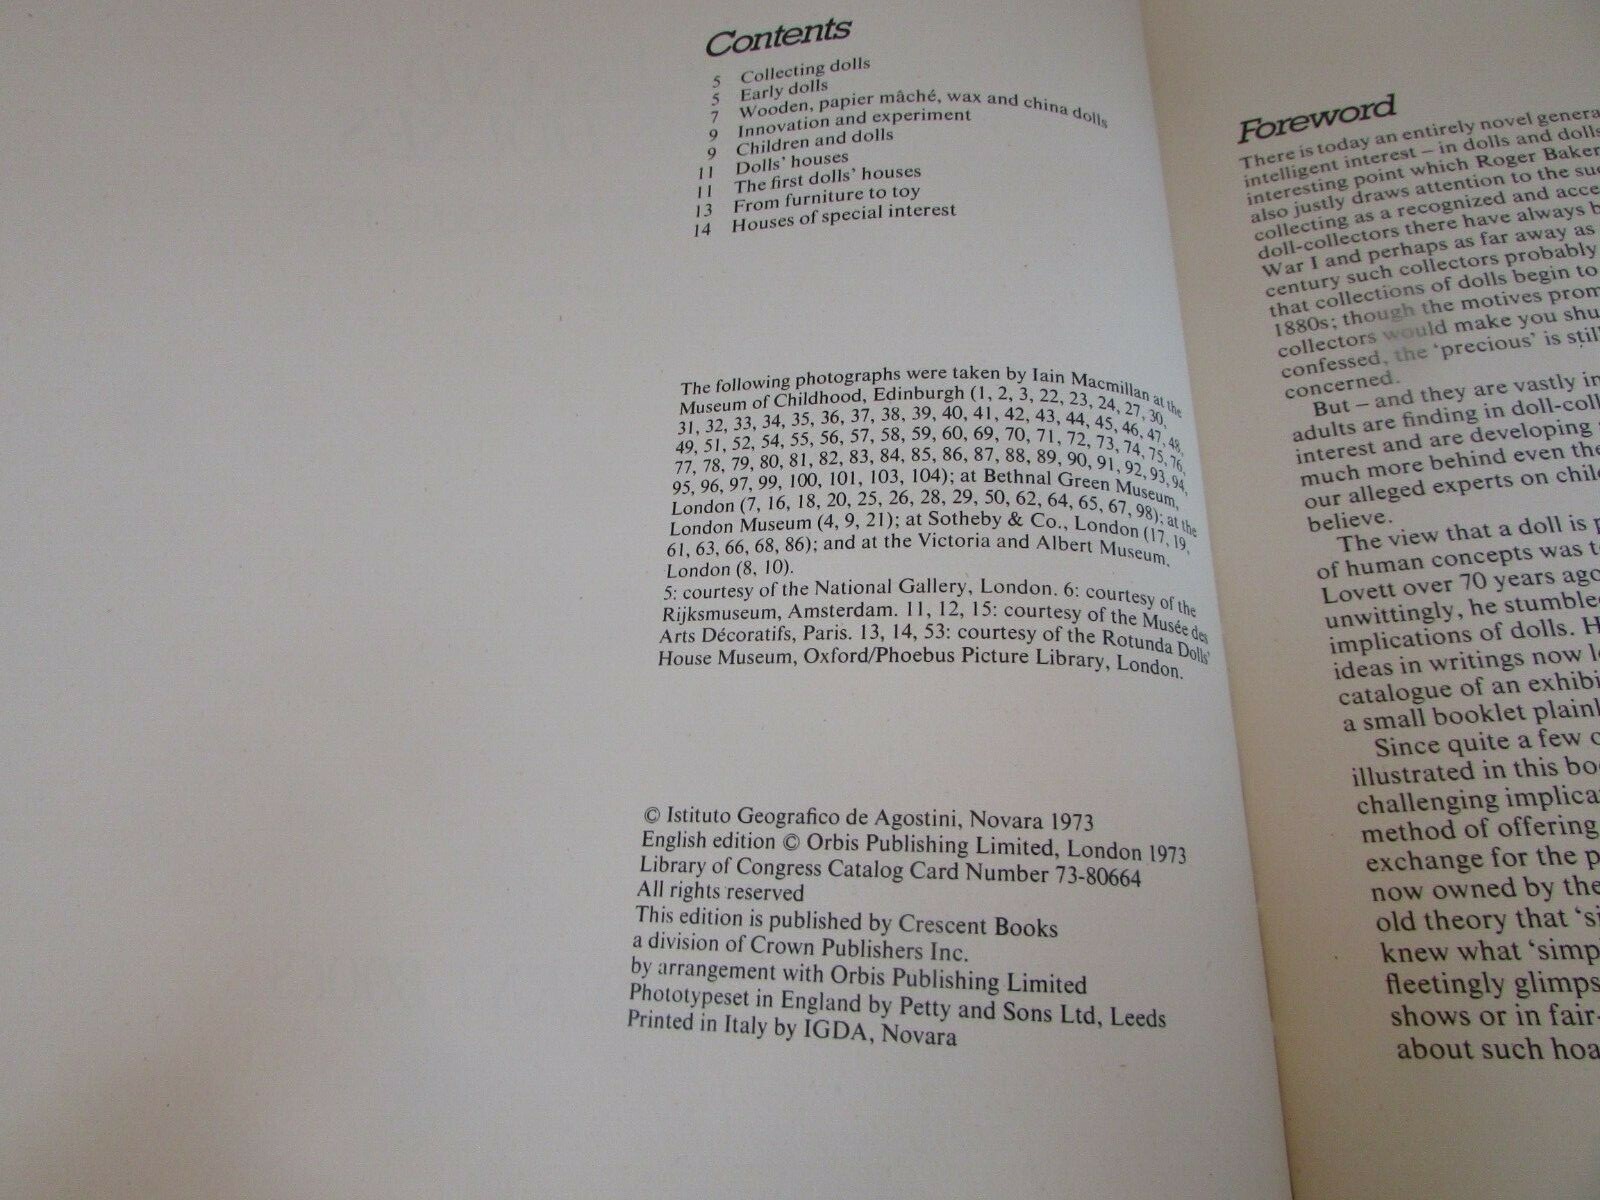 Contents
5 Collecting dolls
5 Early dolls
7 Wooden, papier mâché, wax and china dolls
9 Innovation and experiment
9 Children and dolls
11 Dolls' houses
11 The first dolls' houses
13 From furniture to toy
14 Houses of special interest
The following photographs were taken by Iain Macmillan at the
Museum of Childhood, Edinburgh (1, 2, 3, 22, 23, 24, 27, 30,
31, 32, 33, 34, 35, 36, 37, 38, 39, 40, 41, 42, 43, 44, 45, 46, 47, 48,
49, 51, 52, 54, 55, 56, 57, 58, 59, 60, 69, 70, 71, 72, 73, 74, 75, 76,
77, 78, 79, 80, 81, 82, 83, 84, 85, 86, 87, 88, 89, 90, 91, 92, 93, 94,
95, 96, 97, 99, 100, 101, 103, 104); at Bethnal Green Museum,
London (7, 16, 18, 20, 25, 26, 28, 29, 50, 62, 64, 65, 67, 98); at the
London Museum (4, 9, 21); at Sotheby & Co., London (17, 19,
61, 63, 66, 68, 86); and at the Victoria and Albert Museum,
London (8, 10).
5: courtesy of the National Gallery, London. 6: courtesy of the
Rijksmuseum, Amsterdam. 11, 12, 15: courtesy of the Musée des
Arts Décoratifs, Paris. 13, 14, 53: courtesy of the Rotunda Dolls'
House Museum, Oxford/Phoebus Picture Library, London.
© Istituto Geografico de Agostini, Novara 1973
English edition © Orbis Publishing Limited, London 1973
Library of Congress Catalog Card Number 73-80664
All rights reserved
This edition is published by Crescent Books
a division of Crown Publishers Inc.
by arrangement with Orbis Publishing Limited
Phototypeset in England by Petty and Sons Ltd, Leeds
Printed in Italy by IGDA, Novara
Foreword
There is today an entirely novel genera
intelligent interest – in dolls and dolls
interesting point which Roger Baker
also justly draws attention to the su
collecting as a recognized and acce
doll-collectors there have always b
War I and perhaps as far away as
century such collectors probably
that collections of dolls begin to
1880s; though the motives prom
collectors would make you shu
confessed, the 'precious' is still
concerned.
But – and they are vastly in
adults are finding in doll-coll
interest and are developing
much more behind even the
our alleged experts on chil
believe.
The view that a doll is p
of human concepts was t
Lovett over 70 years ago
unwittingly, he stumble
implications of dolls. H
ideas in writings now l
catalogue of an exhibi
a small booklet plainl
Since quite a few o
illustrated in this bo
challenging implica
method of offering
exchange for the p
now owned by the
old theory that 'si
knew what 'simp
fleetingly glimps
shows or in fair-
about such hoa